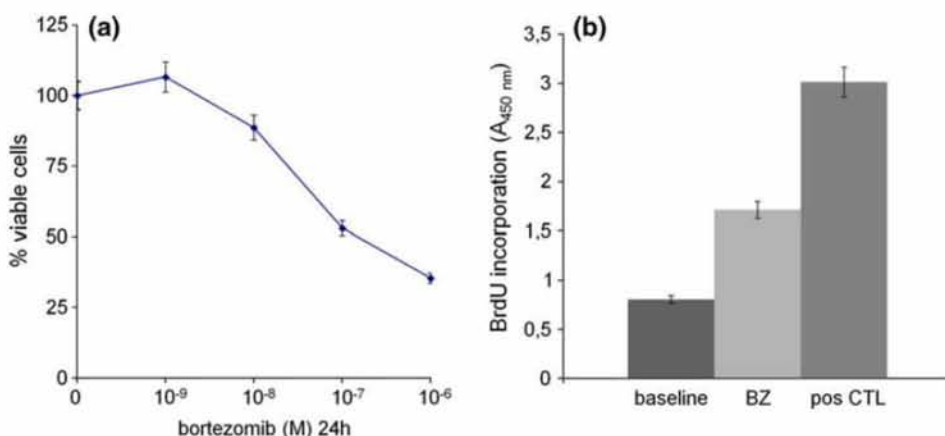 (a)
% viable cells
125
100
75
50
25
0
0 10-9 10-8 10-7 10-6
bortezomib (M) 24h
(b)
BrdU incorporation (A450 nm)
3,5
3
2,5
2
1,5
1
0,5
0
baseline BZ pos CTL